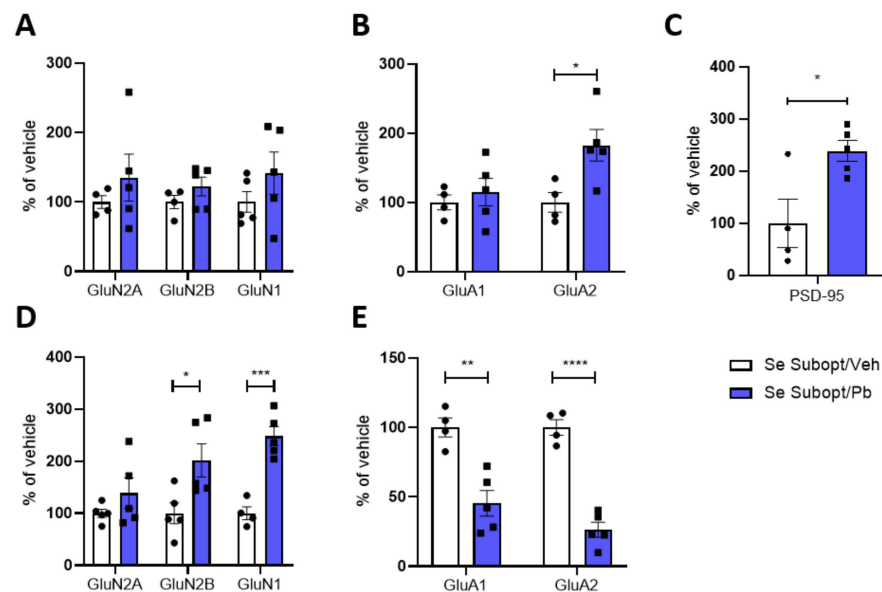 A
% of vehicle
300
200
100
0
GluN2A GluN2B GluN1
B
% of vehicle
300
200
100
0
*
GluA1 GluA2
C
% of vehicle
400
300
200
100
0
*
PSD-95
D
% of vehicle
400
300
200
100
0
* ***
GluN2A GluN2B GluN1
E
% of vehicle
150
100
50
0
** ****
GluA1 GluA2
Se Subopt/Veh
Se Subopt/Pb